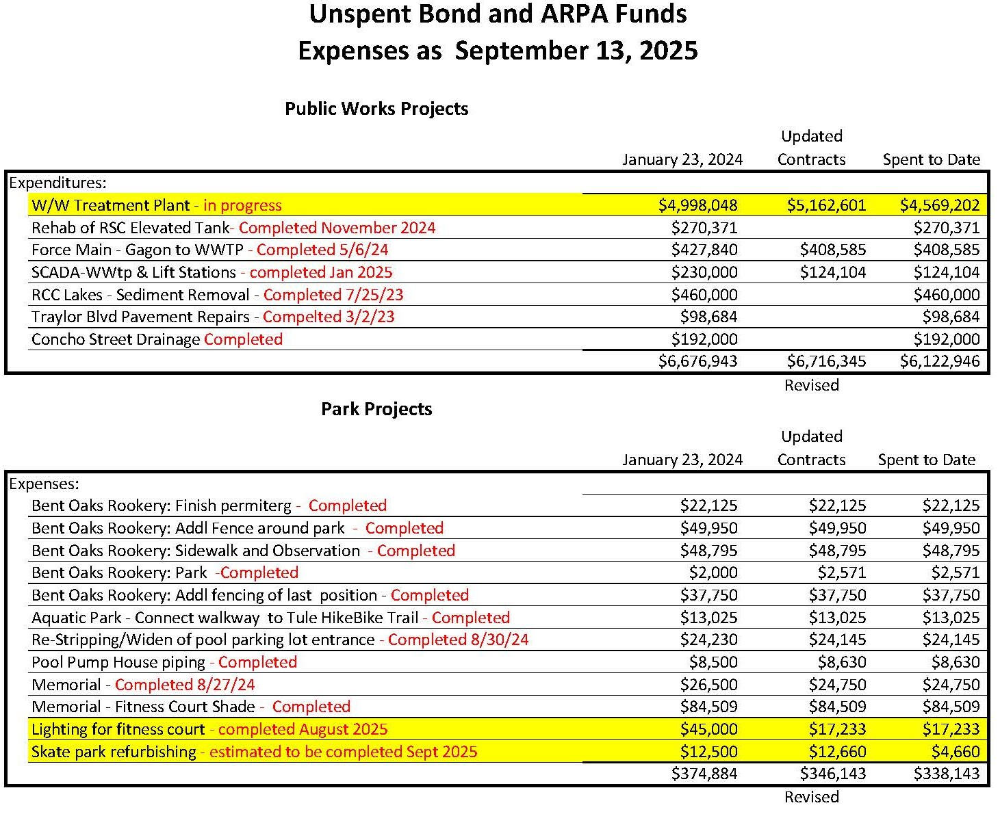 Unspent Bond and ARPA Funds
Expenses as  September 13, 2025
Public Works Projects
Updated
January 23, 2024 Contracts Spent to Date
Expenditures:
W/W Treatment Plant - in progress $4,998,048 $5,162,601 $4,569,202
Rehab of RSC Elevated Tank- Completed November 2024 $270,371 $270,371
Force Main - Gagon to WWTP - Completed 5/6/24 $427,840 $408,585 $408,585
SCADA-WWtp & Lift Stations - completed Jan 2025 $230,000 $124,104 $124,104
RCC Lakes - Sediment Removal - Completed 7/25/23 $460,000 $460,000
Traylor Blvd Pavement Repairs - Compelted 3/2/23 $98,684 $98,684
Concho Street Drainage Completed $192,000 $192,000
$6,676,943 $6,716,345 $6,122,946
Revised
Park Projects
Updated
January 23, 2024 Contracts Spent to Date
Expenses:
Bent Oaks Rookery: Finish permiterg -  Completed $22,125 $22,125 $22,125
Bent Oaks Rookery: Addl Fence around park  -  Completed $49,950 $49,950 $49,950
Bent Oaks Rookery: Sidewalk and Observation  - Completed $48,795 $48,795 $48,795
Bent Oaks Rookery: Park  -Completed $2,000 $2,571 $2,571
Bent Oaks Rookery: Addl fencing of last  position - Completed $37,750 $37,750 $37,750
Aquatic Park - Connect walkway  to Tule HikeBike Trail - Completed $13,025 $13,025 $13,025
Re-Stripping/Widen of pool parking lot entrance - Completed 8/30/24 $24,230 $24,145 $24,145
Pool Pump House piping - Completed $8,500 $8,630 $8,630
Memorial - Completed 8/27/24 $26,500 $24,750 $24,750
Memorial - Fitness Court Shade -  Completed $84,509 $84,509 $84,509
Lighting for fitness court - completed August 2025 $45,000 $17,233 $17,233
Skate park refurbishing - estimated to be completed Sept 2025 $12,500 $12,660 $4,660
$374,884 $346,143 $338,143
Revised